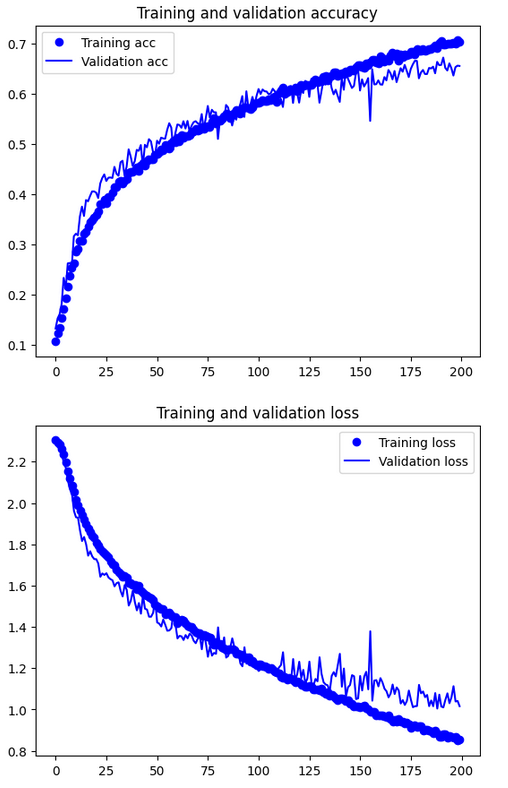 Training and validation accuracy
Training acc
Validation acc
0.7
0.6
0.5
0.4
0.3
0.2
0.1
0 25 50 75 100 125 150 175 200
Training and validation loss
Training loss
Validation loss
2.2
2.0
1.8
1.6
1.4
1.2
1.0
0.8
0 25 50 75 100 125 150 175 200